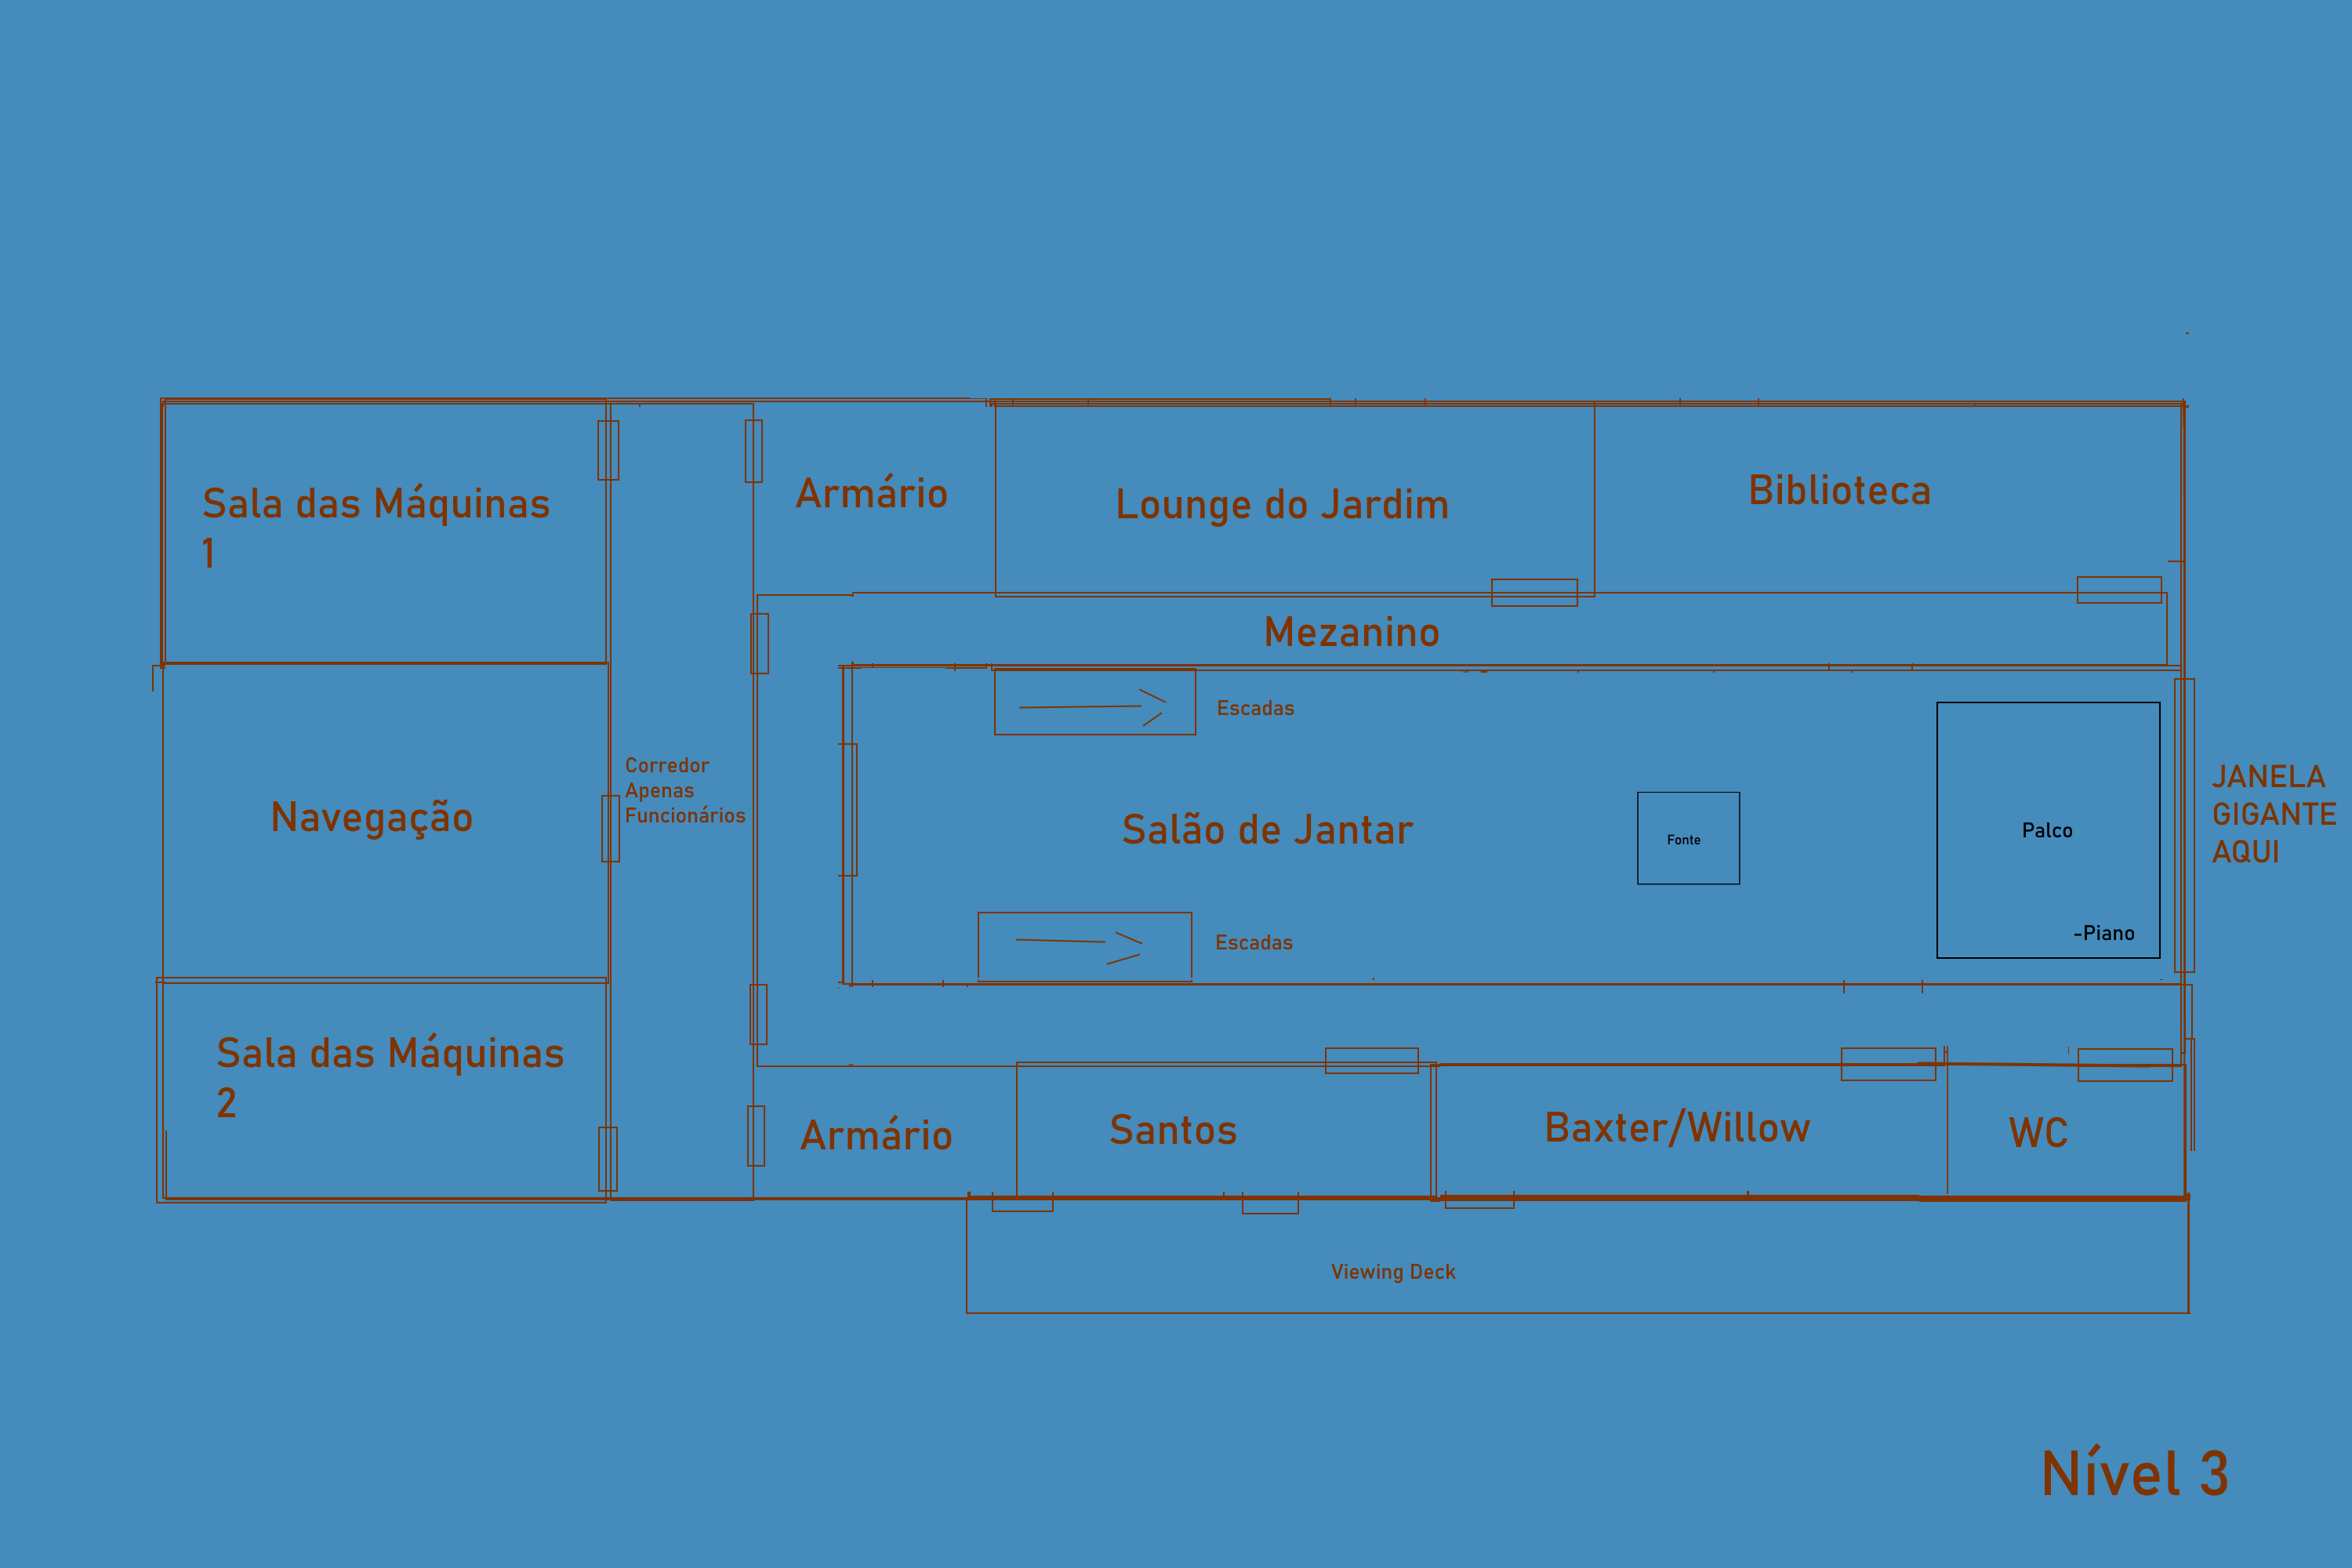 Sala das Máquinas
1
Armário
Lounge do Jardim
Biblioteca
Mezanino
Escadas
Corredor
Apenas
Funcionários
Navegação
Salão de Jantar
Fonte
Palco
-Piano
JANELA
GIGANTE
AQUI
Escadas
Sala das Máquinas
2
Armário
Santos
Baxter/Willow
WC
Viewing Deck
Nível 3